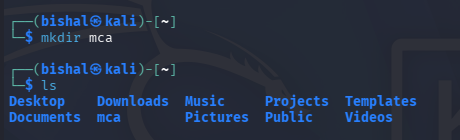 ┌──(bishal㉿kali)-[~]
└─$ mkdir mca
┌──(bishal㉿kali)-[~]
└─$ ls
Desktop    Downloads  Music     Projects  Templates
Documents  mca        Pictures  Public    Videos